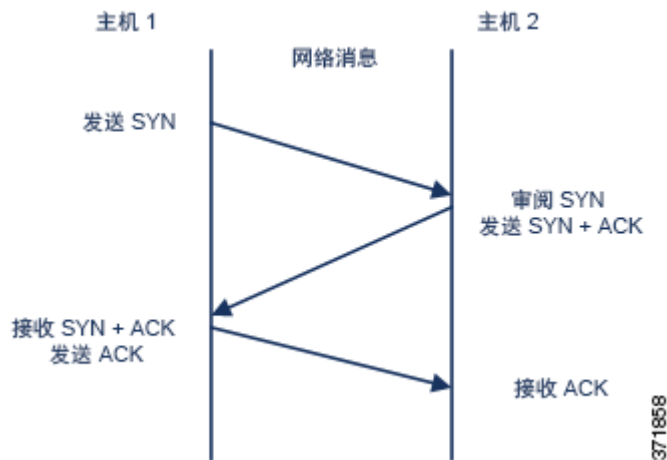 主机 1
主机 2
网络消息
发送 SYN
审阅 SYN
发送 SYN + ACK
接收 SYN + ACK
发送 ACK
接收 ACK
371858